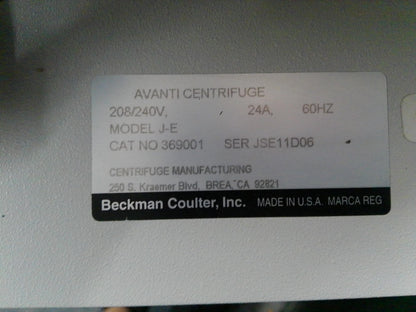 AVANTI CENTRIFUGE
208/240V, 24A, 60HZ
MODEL J-E
CAT NO 369001 SER JSE11D06
CENTRIFUGE MANUFACTURING
250 S. Kraemer Blvd, BREA, CA 92821
Beckman Coulter, Inc. MADE IN U.S.A. MARCA REG